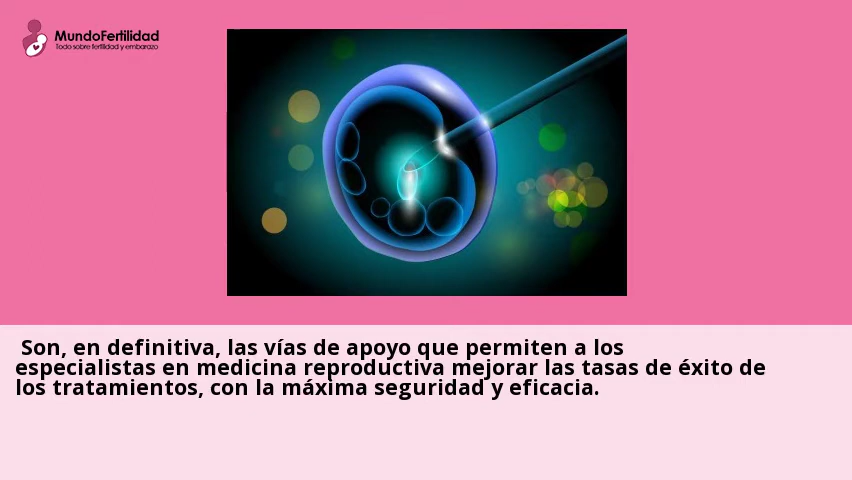 MundoFertilidad
Todo sobre fertilidad y embarazo
Son, en definitiva, las vías de apoyo que permiten a los
especialistas en medicina reproductiva mejorar las tasas de éxito de
los tratamientos, con la máxima seguridad y eficacia.